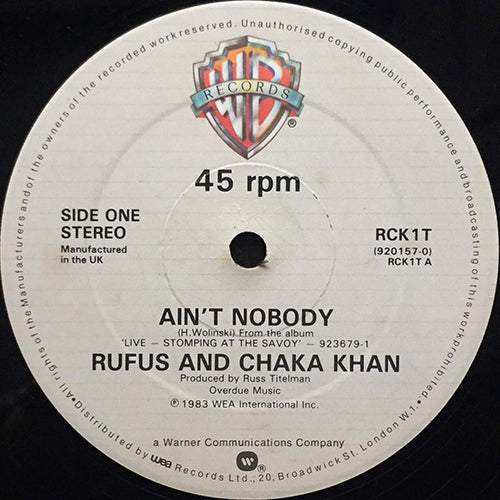 of the Manufacturers and of the owners of the recorded work reserved. Unauthorised copying public performance and broadcasting of this work prohibited.
WB
RECORDS
®
45 rpm
SIDE ONE
STEREO
Manufactured
in the UK
RCK1T
(920157-0)
RCK1T A
AIN'T NOBODY
(H.Wolinski) From the album
'LIVE – STOMPING AT THE SAVOY' – 923679-1
RUFUS AND CHAKA KHAN
Produced by Russ Titelman
Overdue Music
℗ 1983 WEA International Inc.
a Warner Communications Company
All rights • Distributed by wea Records Ltd., 20, Broadwick St. London W.1. •